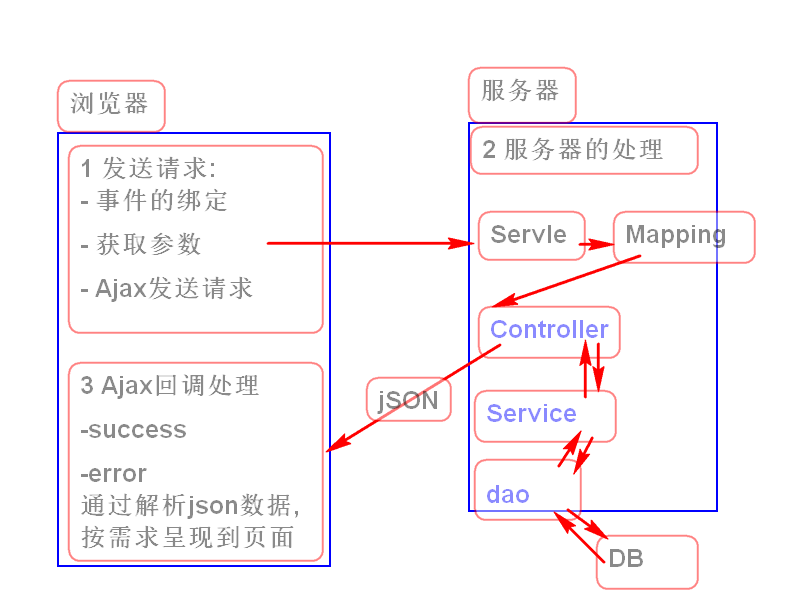 浏览器
1 发送请求:
- 事件的绑定
- 获取参数
- Ajax发送请求
3 Ajax回调处理
-success
-error
通过解析json数据,
按需求呈现到页面
jSON
服务器
2 服务器的处理
Servle
Mapping
Controller
Service
dao
DB